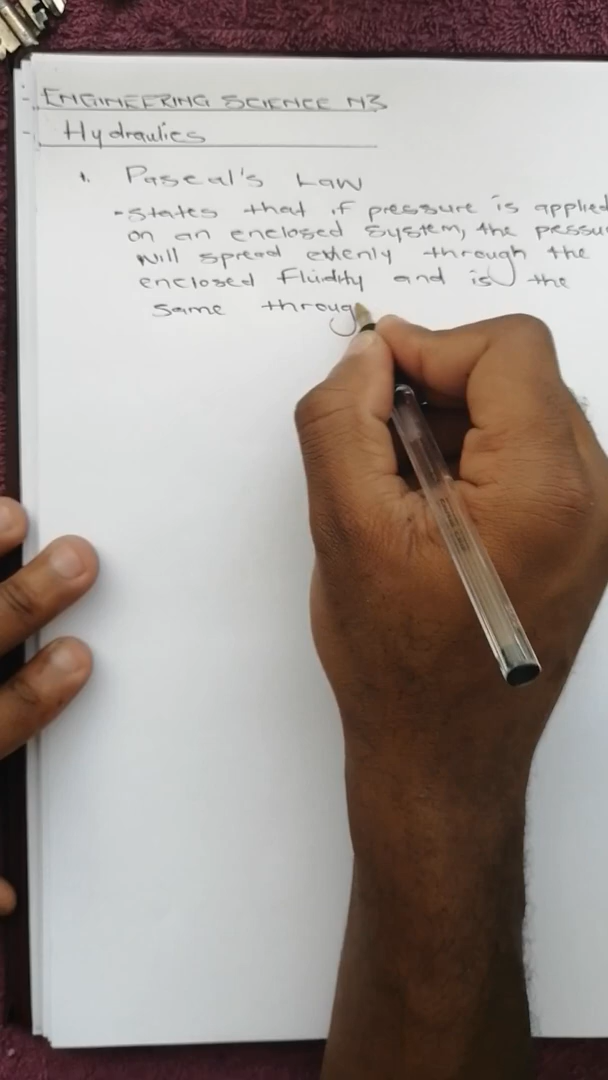 ENGINEERING SCIENCE N3
Hydraulics
1. Pascal's Law
- States that if pressure is applied
on an enclosed system, the pessu
will spread evenly through the
enclosed fluidity and is the
same throug